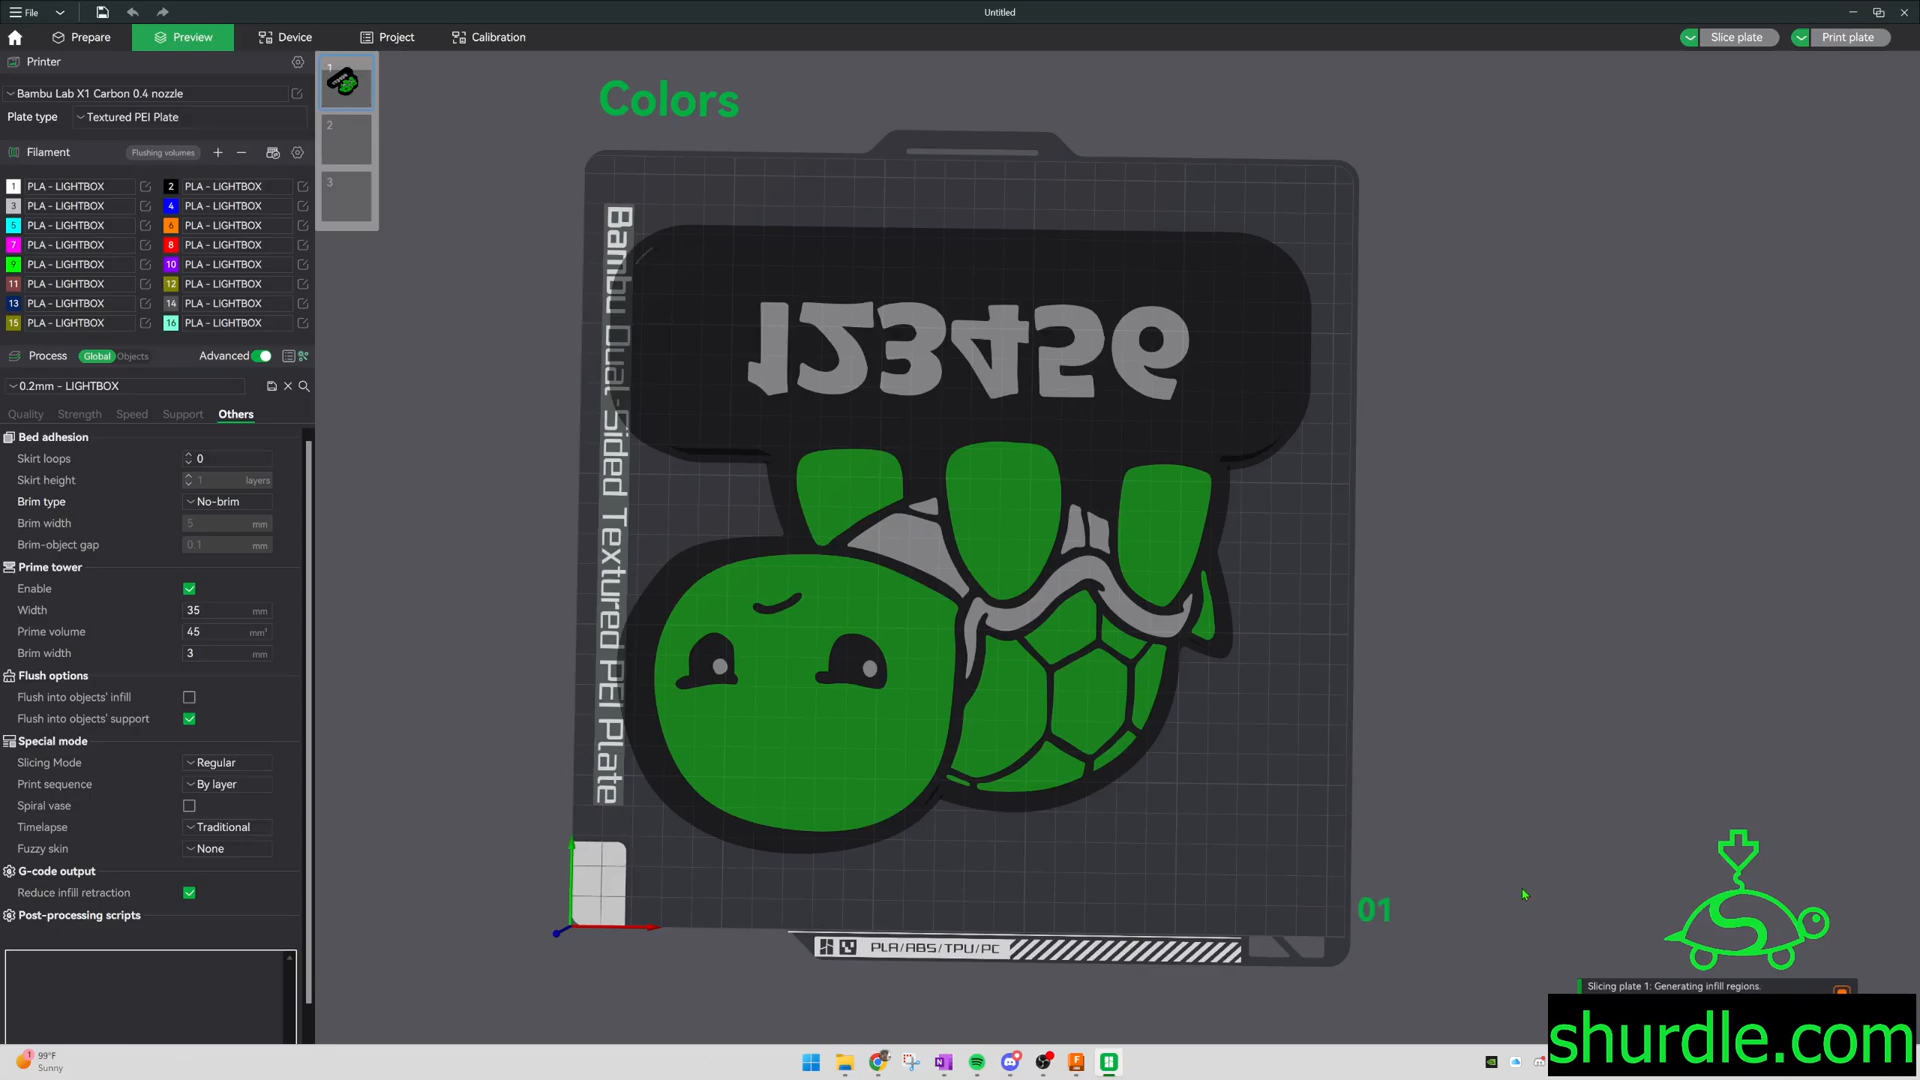 File
Untitled
Prepare
Preview
Device
Project
Calibration
Slice plate
Print plate
Printer
Bambu Lab X1 Carbon 0.4 nozzle
Plate type
Textured PEI Plate
Filament
Flushing volumes
1 PLA - LIGHTBOX
2 PLA - LIGHTBOX
3 PLA - LIGHTBOX
4 PLA - LIGHTBOX
5 PLA - LIGHTBOX
6 PLA - LIGHTBOX
7 PLA - LIGHTBOX
8 PLA - LIGHTBOX
9 PLA - LIGHTBOX
10 PLA - LIGHTBOX
11 PLA - LIGHTBOX
12 PLA - LIGHTBOX
13 PLA - LIGHTBOX
14 PLA - LIGHTBOX
15 PLA - LIGHTBOX
16 PLA - LIGHTBOX
Process
Global
Objects
Advanced
0.2mm - LIGHTBOX
Quality
Strength
Speed
Support
Others
Bed adhesion
Skirt loops 0
Skirt height 1 layers
Brim type No-brim
Brim width 5 mm
Brim-object gap 0.1 mm
Prime tower
Enable
Width 35 mm
Prime volume 45 mm³
Brim width 3 mm
Flush options
Flush into objects' infill
Flush into objects' support
Special mode
Slicing Mode Regular
Print sequence By layer
Spiral vase
Timelapse Traditional
Fuzzy skin None
G-code output
Reduce infill retraction
Post-processing scripts
1
2
3
Colors
Bambu Dual-Sided Textured PEI Plate
123456
01
PLA/ABS/TPU/PC
Slicing plate 1: Generating infill regions.
shurdle.com
1
99°F
Sunny